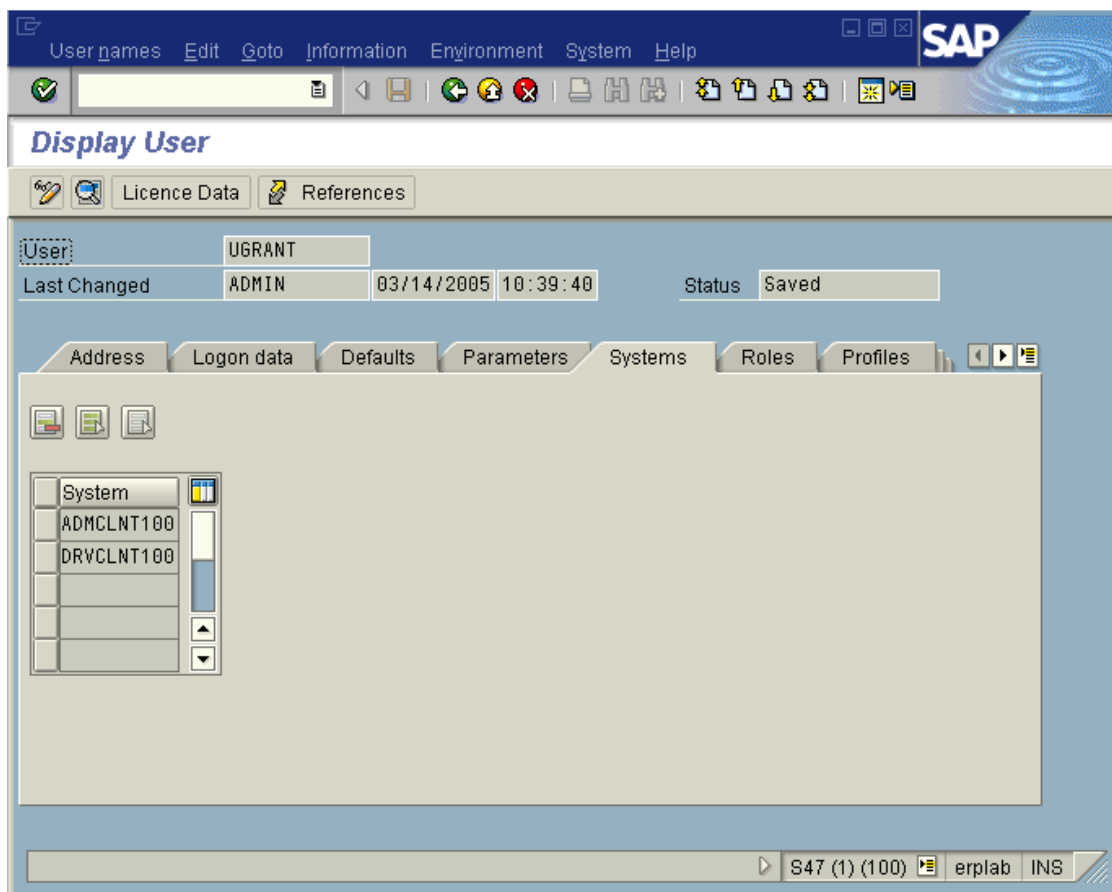 User names Edit Goto Information Environment System Help
SAP
Display User
Licence Data References
User UGRANT
Last Changed ADMIN 03/14/2005 10:39:40 Status Saved
Address Logon data Defaults Parameters Systems Roles Profiles
System
ADMCLNT100
DRVCLNT100
S47 (1) (100) erplab INS